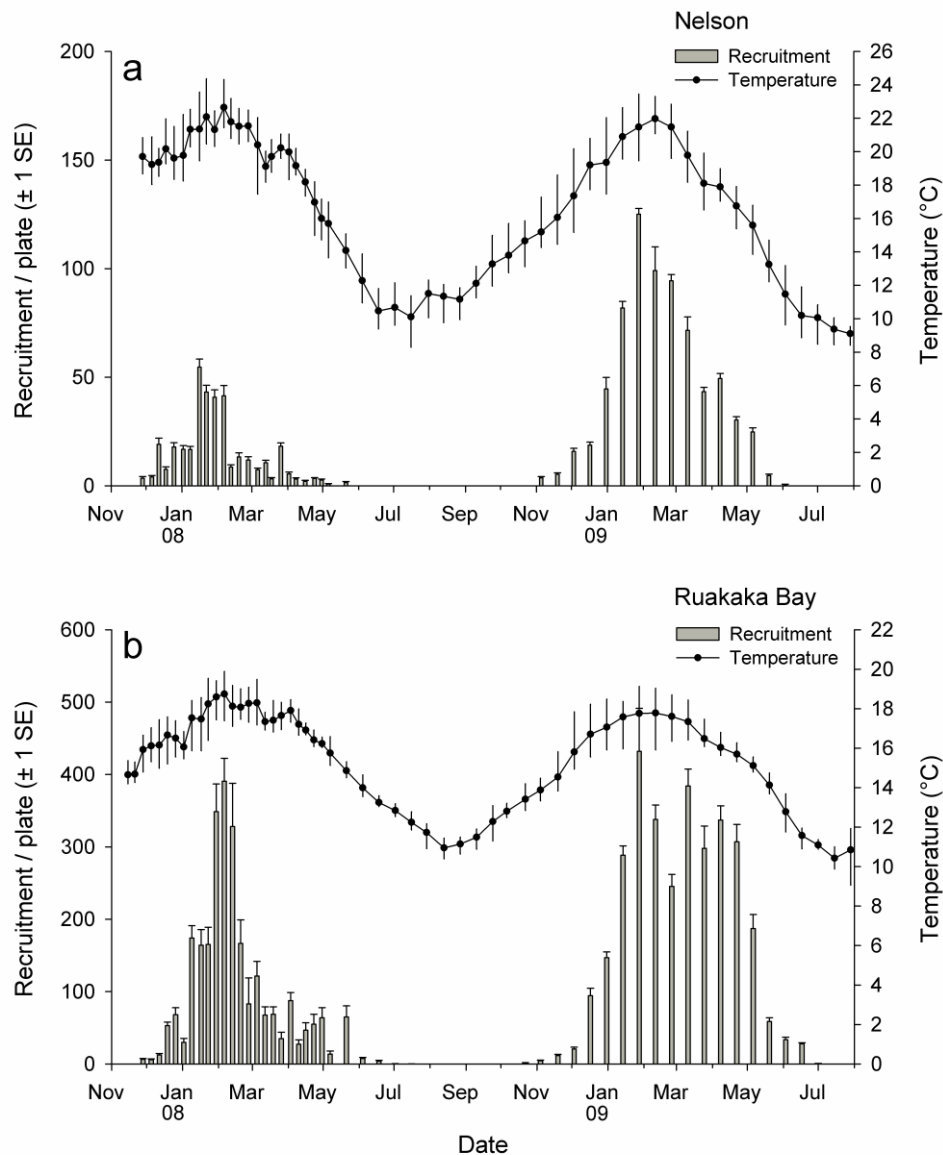 Nelson
a
Recruitment
Temperature
200
150
100
50
0
Recruitment / plate (± 1 SE)
26
24
22
20
18
16
14
12
10
8
6
4
2
0
Temperature (°C)
Nov Jan Mar May Jul Sep Nov Jan Mar May Jul
08 09
Ruakaka Bay
b
Recruitment
Temperature
600
500
400
300
200
100
0
Recruitment / plate (± 1 SE)
22
20
18
16
14
12
10
8
6
4
2
0
Temperature (°C)
Nov Jan Mar May Jul Sep Nov Jan Mar May Jul
08 09
Date